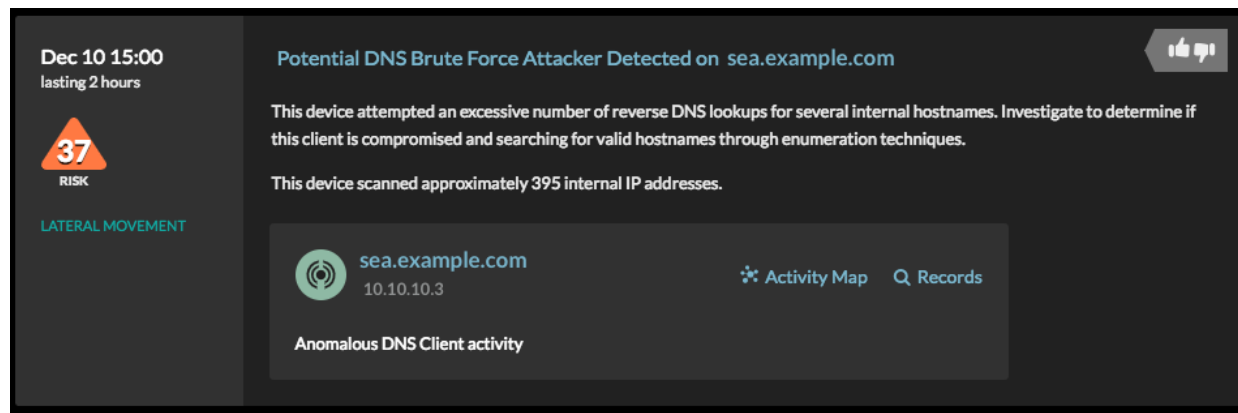 Dec 10 15:00
lasting 2 hours
37
RISK
LATERAL MOVEMENT
Potential DNS Brute Force Attacker Detected on sea.example.com
This device attempted an excessive number of reverse DNS lookups for several internal hostnames. Investigate to determine if
this client is compromised and searching for valid hostnames through enumeration techniques.
This device scanned approximately 395 internal IP addresses.
sea.example.com
10.10.10.3
Activity Map
Records
Anomalous DNS Client activity